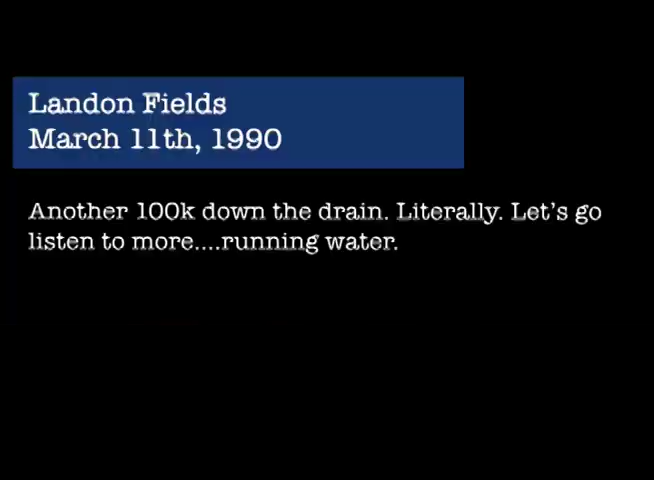 Landon Fields
March 11th, 1990
Another 100k down the drain. Literally. Let's go
listen to more....running water.